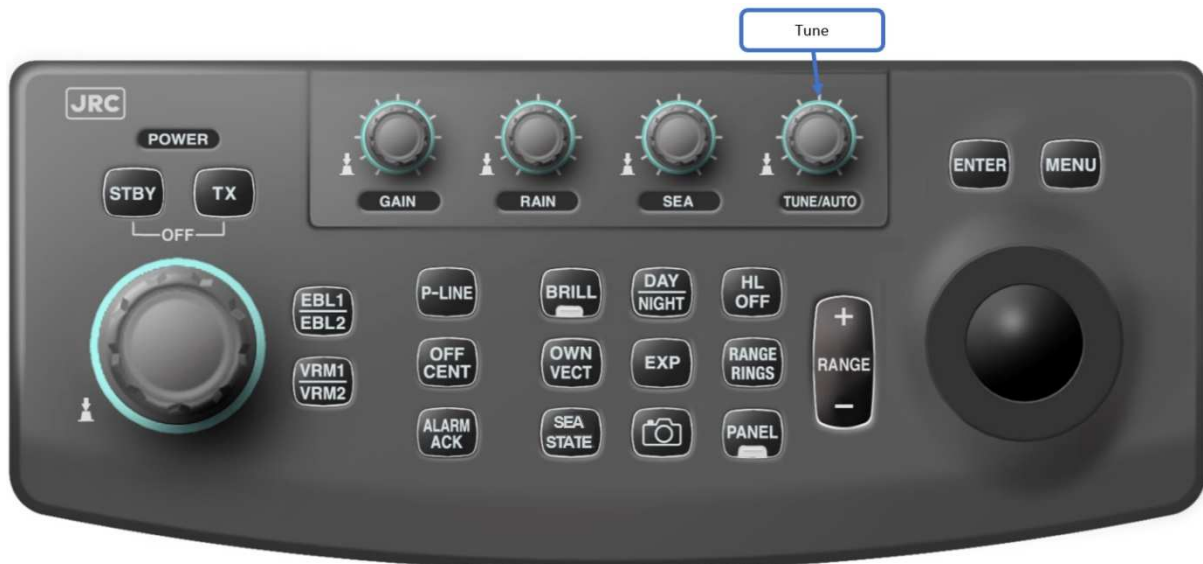 Tune
JRC
POWER
STBY
TX
OFF
GAIN
RAIN
SEA
TUNE/AUTO
ENTER
MENU
EBL1
EBL2
VRM1
VRM2
P-LINE
BRILL
DAY
NIGHT
HL
OFF
OFF
CENT
OWN
VECT
EXP
RANGE
RINGS
ALARM
ACK
SEA
STATE
PANEL
+
RANGE
−